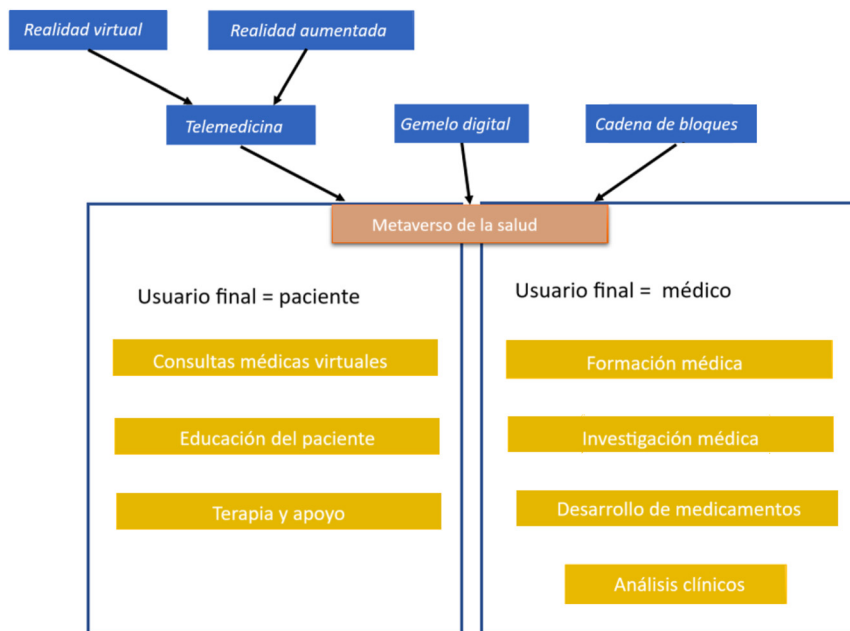 Realidad virtual
Realidad aumentada
Telemedicina
Gemelo digital
Cadena de bloques
Metaverso de la salud
Usuario final = paciente
Consultas médicas virtuales
Educación del paciente
Terapia y apoyo
Usuario final = médico
Formación médica
Investigación médica
Desarrollo de medicamentos
Análisis clínicos